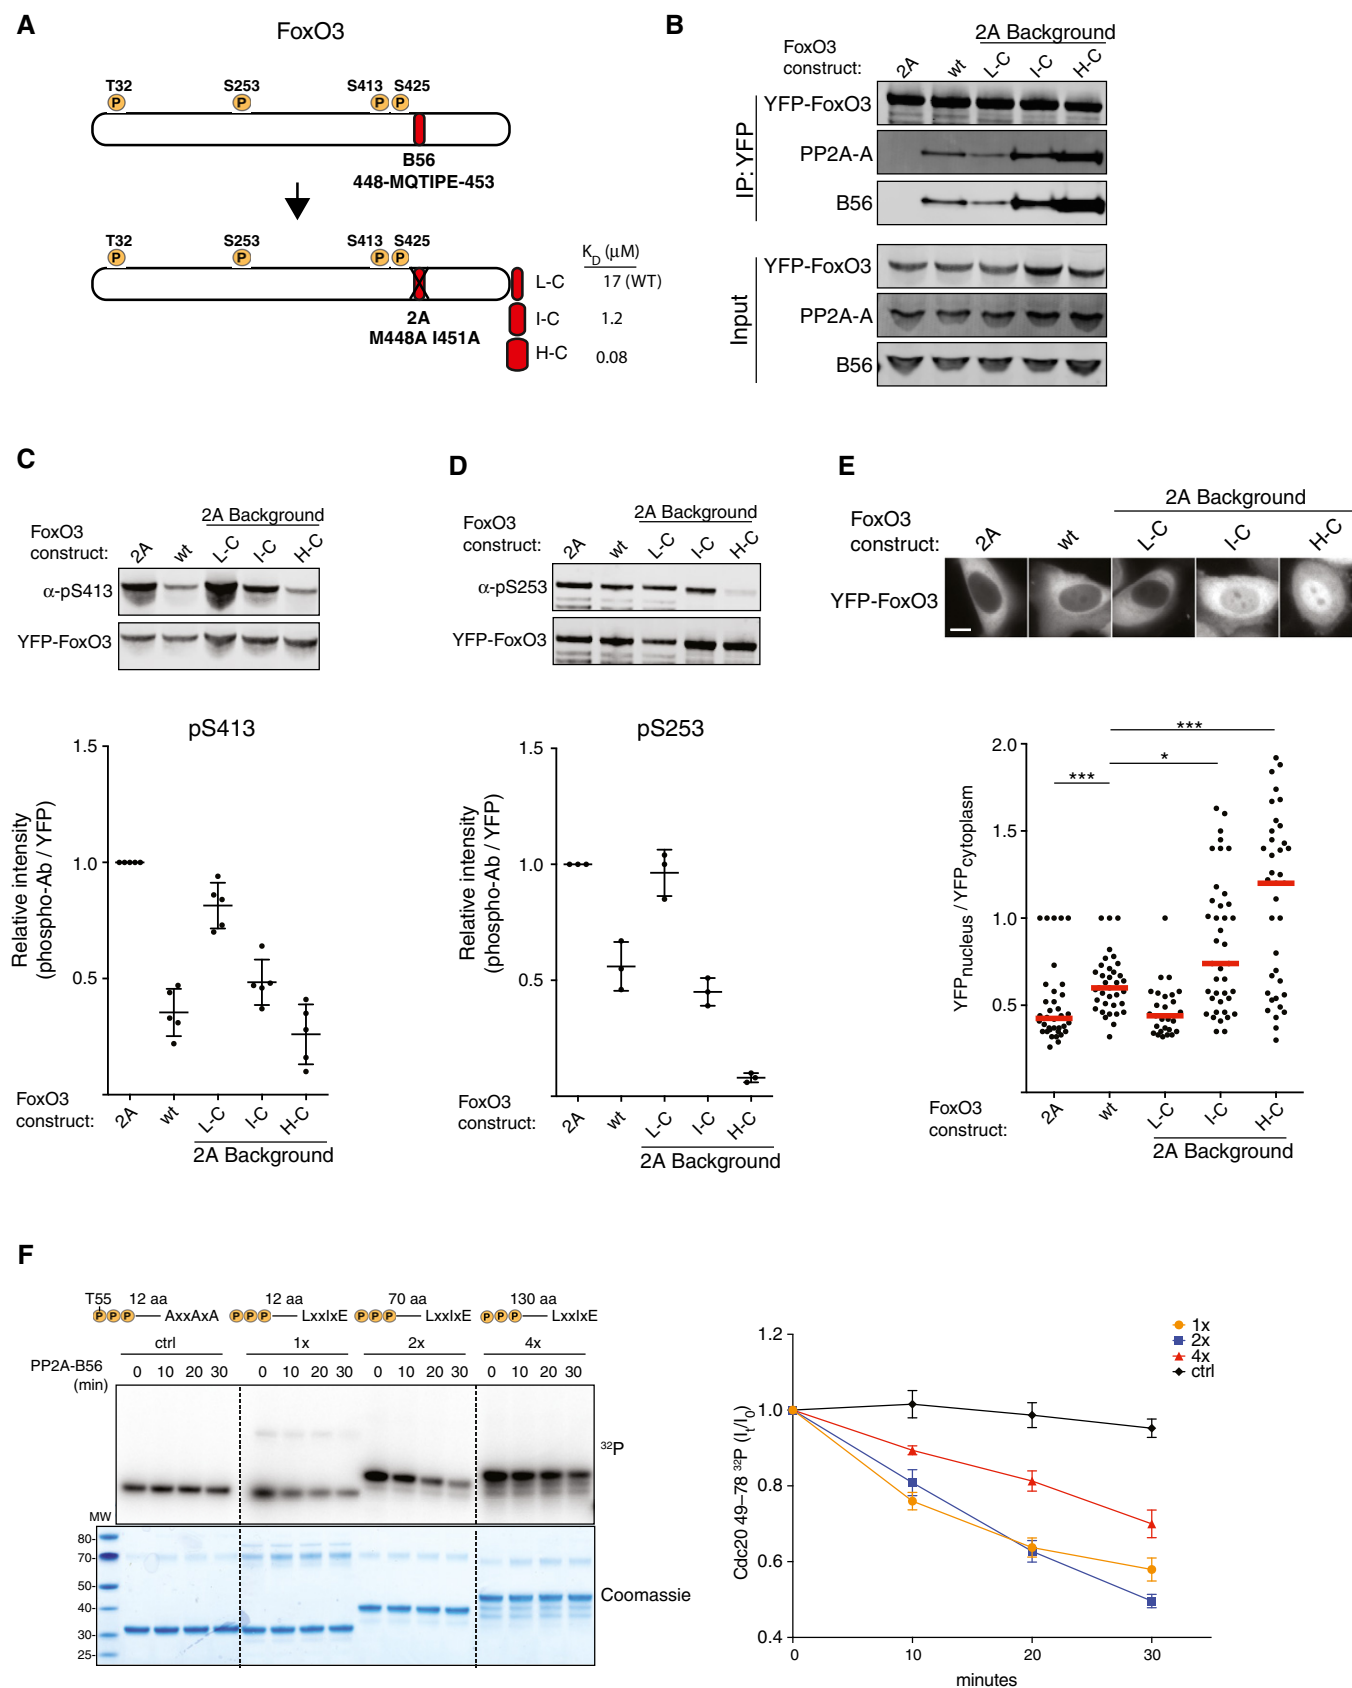 A
FoxO3
T32 S253 S413 S425
P P P P
B56
448-MQTIPE-453
T32 S253 S413 S425
P P P P
2A
M448A I451A
K_D (μM)
L-C 17 (WT)
I-C 1.2
H-C 0.08
B
2A Background
FoxO3
construct: 2A wt L-C I-C H-C
IP: YFP
YFP-FoxO3
PP2A-A
B56
Input
YFP-FoxO3
PP2A-A
B56
C
2A Background
FoxO3
construct: 2A wt L-C I-C H-C
α-pS413
YFP-FoxO3
pS413
Relative intensity
(phospho-Ab / YFP)
1.5
1.0
0.5
FoxO3
construct: 2A wt L-C I-C H-C
2A Background
D
2A Background
FoxO3
construct: 2A wt L-C I-C H-C
α-pS253
YFP-FoxO3
pS253
Relative intensity
(phospho-Ab / YFP)
1.5
1.0
0.5
FoxO3
construct: 2A wt L-C I-C H-C
2A Background
E
2A Background
FoxO3
construct: 2A wt L-C I-C H-C
YFP-FoxO3
YFPnucleus / YFPcytoplasm
2.0
1.5
1.0
0.5
*** * ***
FoxO3
construct: 2A wt L-C I-C H-C
2A Background
F
T55 12 aa 12 aa 70 aa 130 aa
PPP AxxAxA PPP LxxIxE PPP LxxIxE PPP LxxIxE
ctrl 1x 2x 4x
PP2A-B56
(min)
0 10 20 30 0 10 20 30 0 10 20 30 0 10 20 30
32P
MW
80-
70-
50-
40-
30-
25-
Coomassie
Cdc20 49–78 32P (It/I0)
1.2
1.0
0.8
0.6
0.4
0 10 20 30
minutes
1x
2x
4x
ctrl